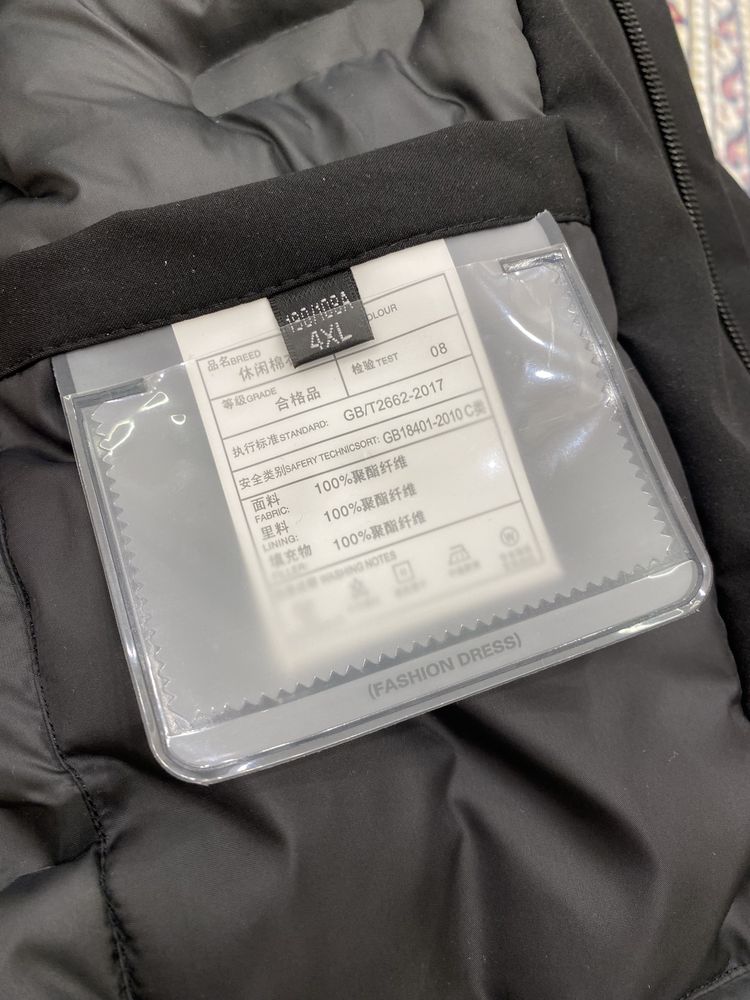 190/108A
4XL
OLOUR
品名BREED
休闲棉
检验TEST 08
等级GRADE 合格品
执行标准STANDARD: GB/T2662-2017
安全类别SAFERY TECHNICSORT: GB18401-2010 C类
面料 100%聚酯纤维
FABRIC:
里料 100%聚酯纤维
LINING:
填充物 100%聚酯纤维
FILLER:
WASHING NOTES
(FASHION DRESS)